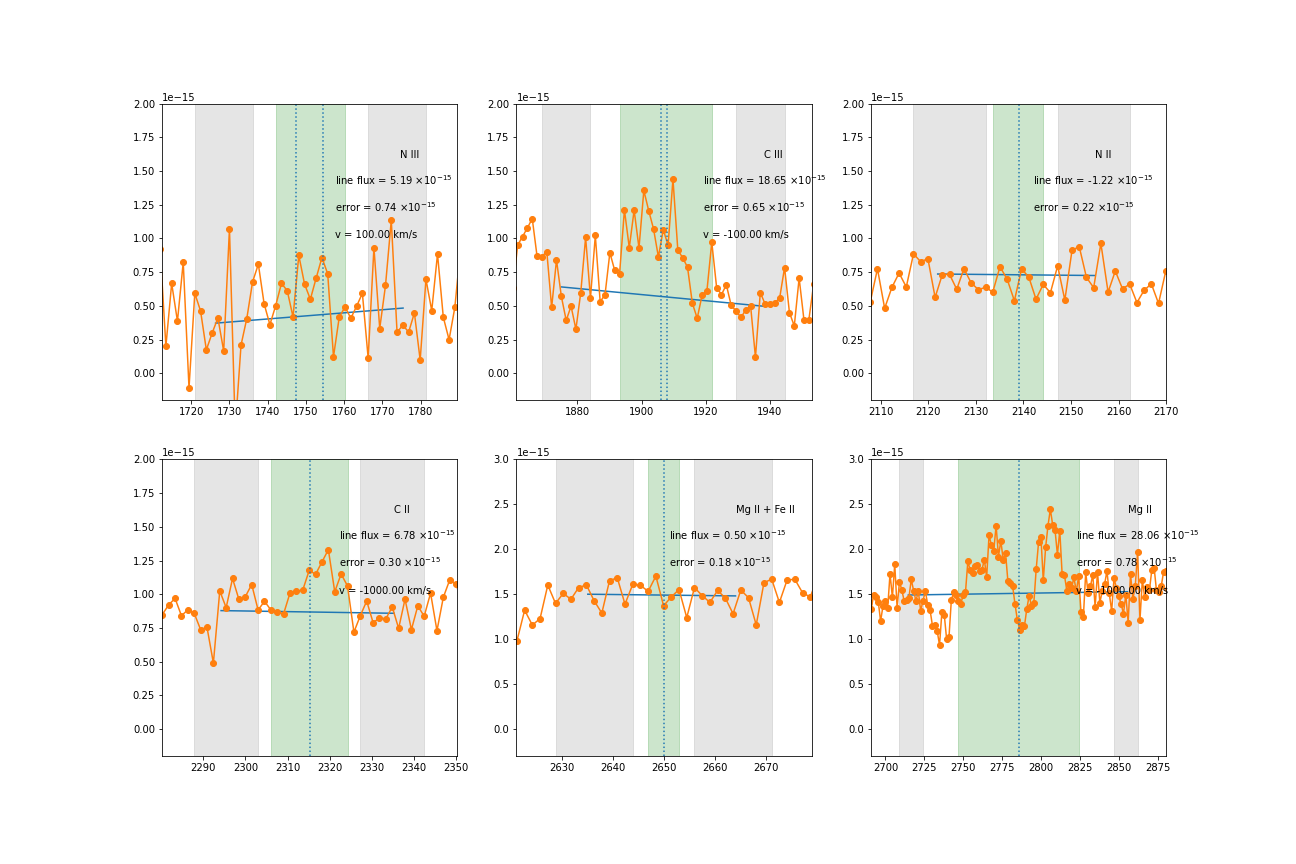 1e−15
2.00
1.75
1.50
1.25
1.00
0.75
0.50
0.25
0.00
N III
line flux = 5.19 ×10−15
error = 0.74 ×10−15
v = 100.00 km/s
1720 1730 1740 1750 1760 1770 1780
1e−15
2.00
1.75
1.50
1.25
1.00
0.75
0.50
0.25
0.00
C III
line flux = 18.65 ×10−15
error = 0.65 ×10−15
v = -100.00 km/s
1880 1900 1920 1940
1e−15
2.00
1.75
1.50
1.25
1.00
0.75
0.50
0.25
0.00
N II
line flux = -1.22 ×10−15
error = 0.22 ×10−15
2110 2120 2130 2140 2150 2160 2170
1e−15
2.00
1.75
1.50
1.25
1.00
0.75
0.50
0.25
0.00
C II
line flux = 6.78 ×10−15
error = 0.30 ×10−15
v = -1000.00 km/s
2290 2300 2310 2320 2330 2340 2350
1e−15
3.0
2.5
2.0
1.5
1.0
0.5
0.0
Mg II + Fe II
line flux = 0.50 ×10−15
error = 0.18 ×10−15
2630 2640 2650 2660 2670
1e−15
3.0
2.5
2.0
1.5
1.0
0.5
0.0
Mg II
line flux = 28.06 ×10−15
error = 0.78 ×10−15
v = -1000.00 km/s
2700 2725 2750 2775 2800 2825 2850 2875